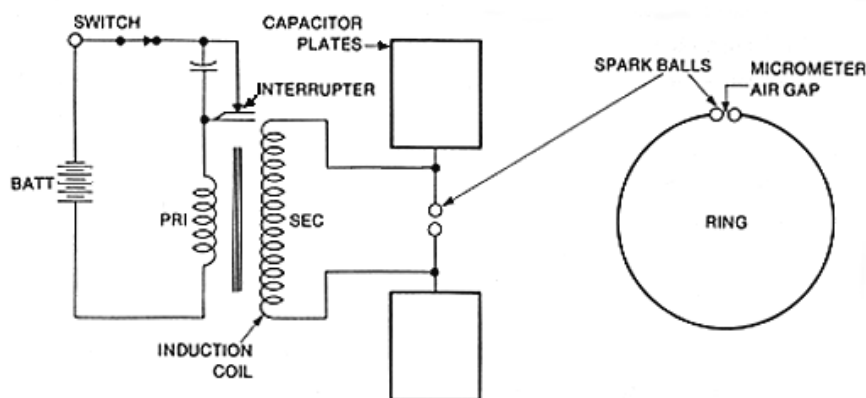 SWITCH
CAPACITOR
PLATES
INTERRUPTER
BATT
PRI
SEC
INDUCTION
COIL
SPARK BALLS
MICROMETER
AIR GAP
RING